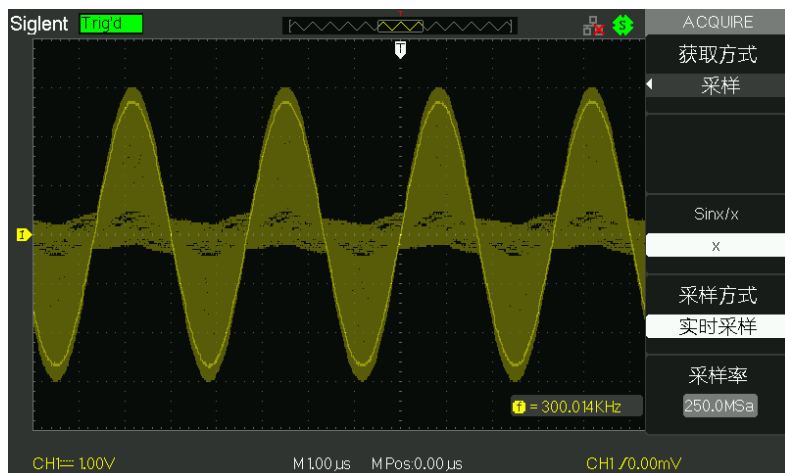 Siglent Trig'd
T
S
ACQUIRE
获取方式
采样
Sinx/x
x
采样方式
实时采样
采样率
250.0MSa
1
f = 300.014KHz
CH1 1.00V
M 1.00µs
M Pos:0.00µs
CH1 0.00mV